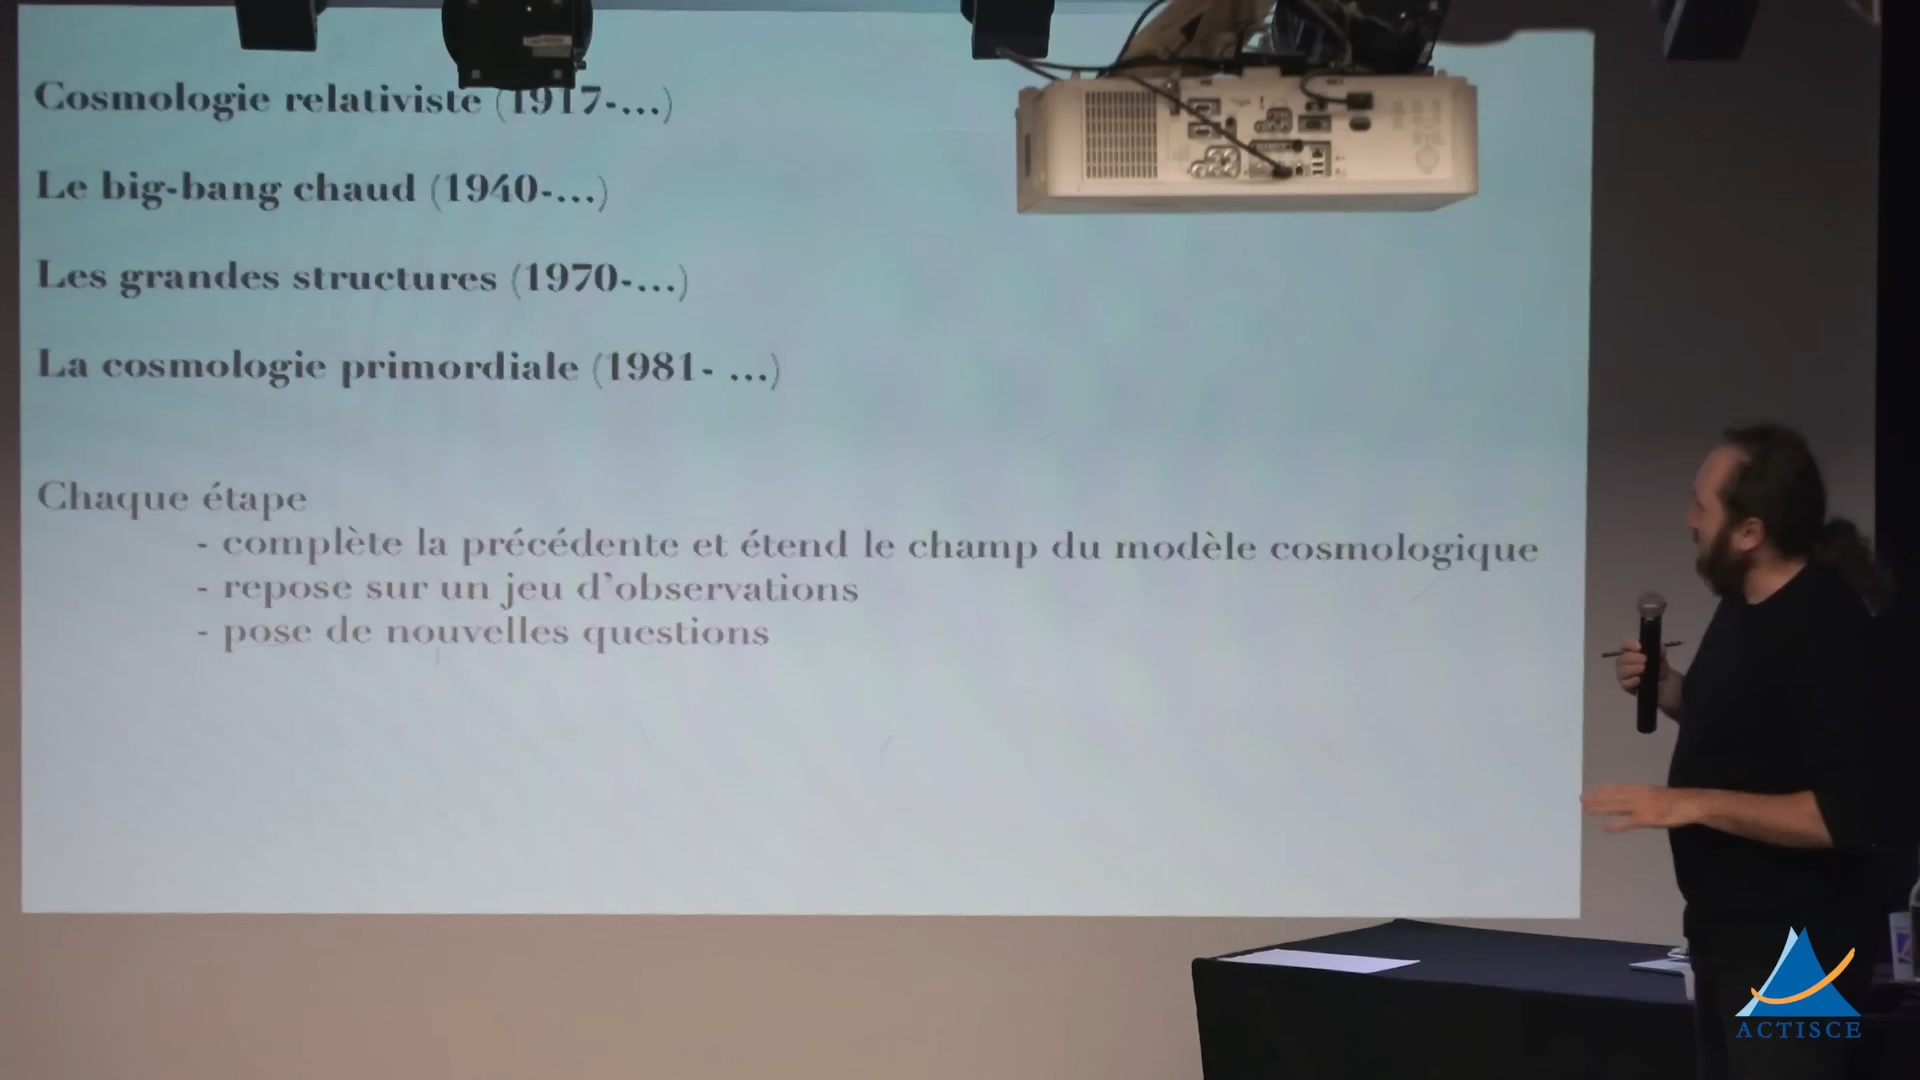 Cosmologie relativiste (1917-...)
Le big-bang chaud (1940-...)
Les grandes structures (1970-...)
La cosmologie primordiale (1981- ...)
Chaque étape
- complète la précédente et étend le champ du modèle cosmologique
- repose sur un jeu d'observations
- pose de nouvelles questions
ACTISCE